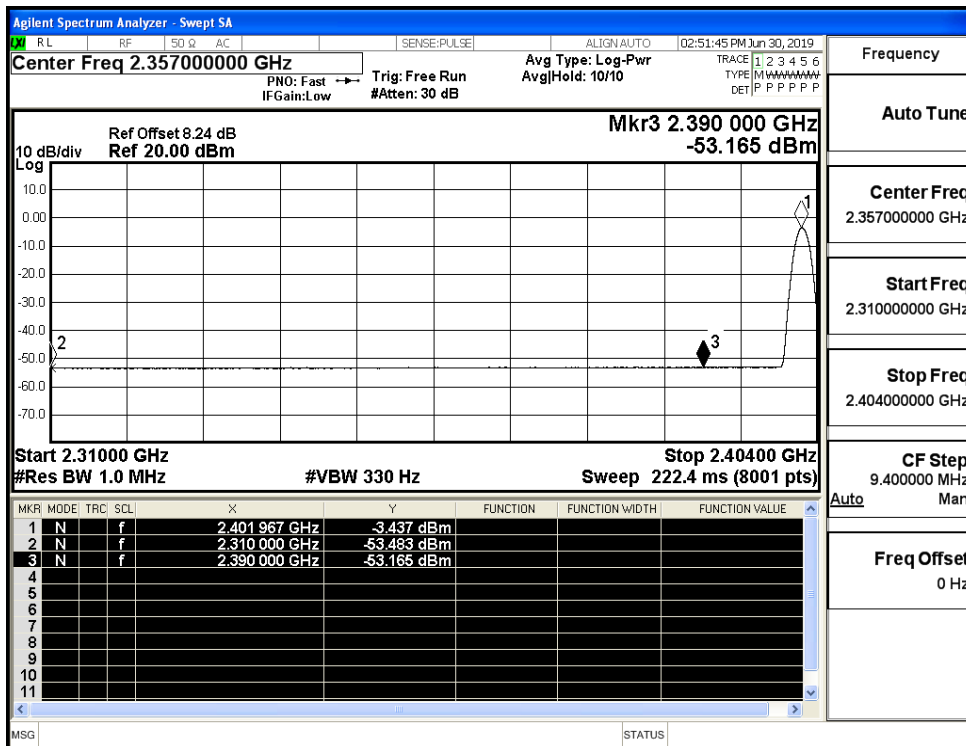 Agilent Spectrum Analyzer - Swept SA
LXI RL RF 50 Ω AC SENSE:PULSE ALIGNAUTO 02:51:45 PM Jun 30, 2019
Center Freq 2.357000000 GHz
PNO: Fast
IFGain:Low
Trig: Free Run
#Atten: 30 dB
Avg Type: Log-Pwr
Avg|Hold: 10/10
TRACE 1 2 3 4 5 6
TYPE M W W W W W
DET P P P P P P
Ref Offset 8.24 dB
10 dB/div Ref 20.00 dBm
Log
Mkr3 2.390 000 GHz
-53.165 dBm
10.0
0.00
-10.0
-20.0
-30.0
-40.0
-50.0
-60.0
-70.0
1
2
3
Start 2.31000 GHz Stop 2.40400 GHz
#Res BW 1.0 MHz #VBW 330 Hz Sweep 222.4 ms (8001 pts)
MKR MODE TRC SCL X Y FUNCTION FUNCTION WIDTH FUNCTION VALUE
1 N f 2.401 967 GHz -3.437 dBm
2 N f 2.310 000 GHz -53.483 dBm
3 N f 2.390 000 GHz -53.165 dBm
4
5
6
7
8
9
10
11
MSG STATUS
Frequency
Auto Tune
Center Freq
2.357000000 GHz
Start Freq
2.310000000 GHz
Stop Freq
2.404000000 GHz
CF Step
9.400000 MHz
Auto Man
Freq Offset
0 Hz